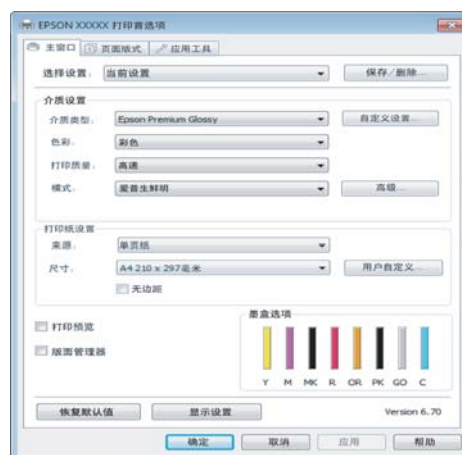 EPSON XXXXX 打印首选项
主窗口 页面版式 应用工具
选择设置: 当前设置 保存/删除...
介质设置
介质类型: Epson Premium Glossy 自定义设置...
色彩: 彩色
打印质量: 高速
模式: 爱普生鲜明 高级...
打印纸设置
来源: 单页纸
尺寸: A4 210 x 297毫米 用户自定义...
无边距
打印预览
版面管理器
墨盒选项
Y M MK R OR PK GO C
恢复默认值 显示设置 Version 6.70
确定 取消 应用 帮助